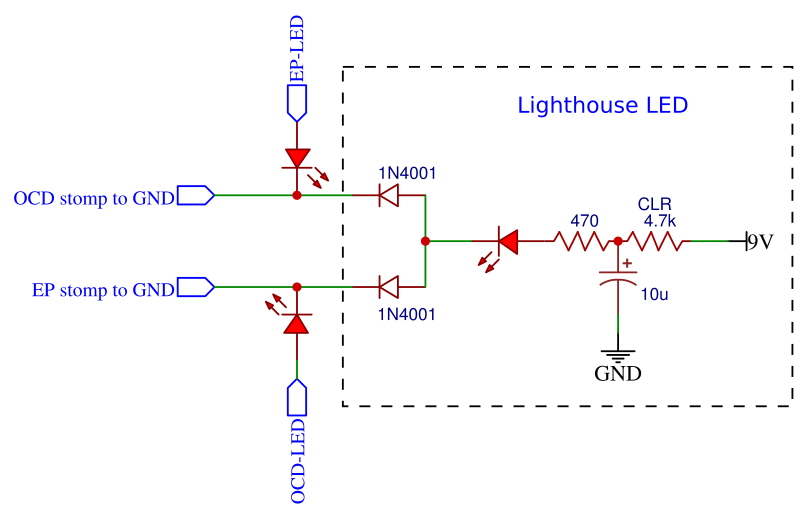 EP-LED
Lighthouse LED
OCD stomp to GND
1N4001
CLR
470
4.7k
9V
EP stomp to GND
+
10u
1N4001
GND
OCD-LED